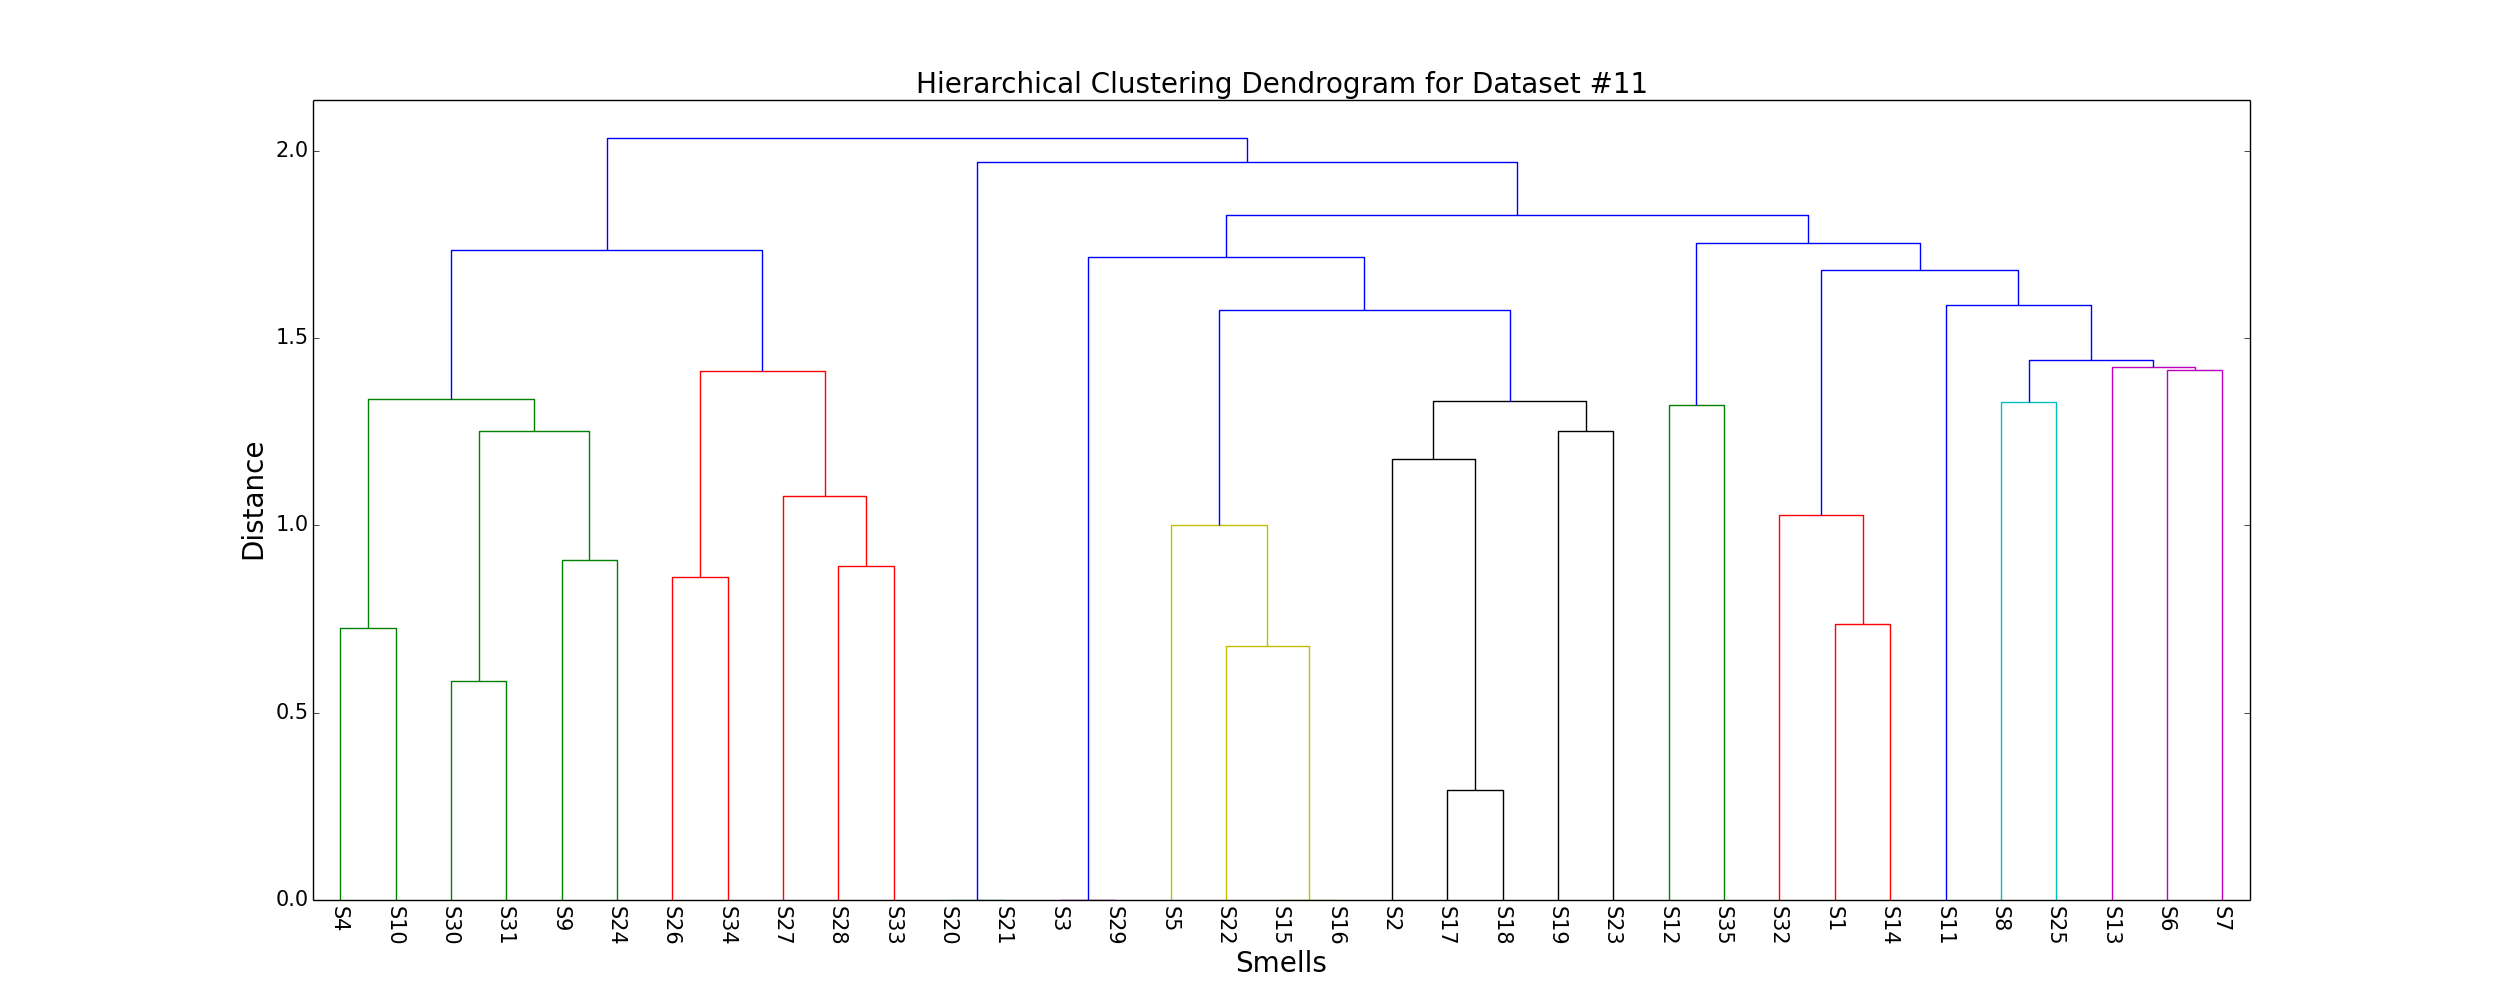 Hierarchical Clustering Dendrogram for Dataset #11
2.0
1.5
1.0
0.5
0.0
Distance
S4 S10 S30 S31 S9 S24 S26 S34 S27 S28 S33 S20 S21 S3 S29 S5 S22 S15 S16 S2 S17 S18 S19 S23 S12 S35 S32 S1 S14 S11 S8 S25 S13 S6 S7
Smells